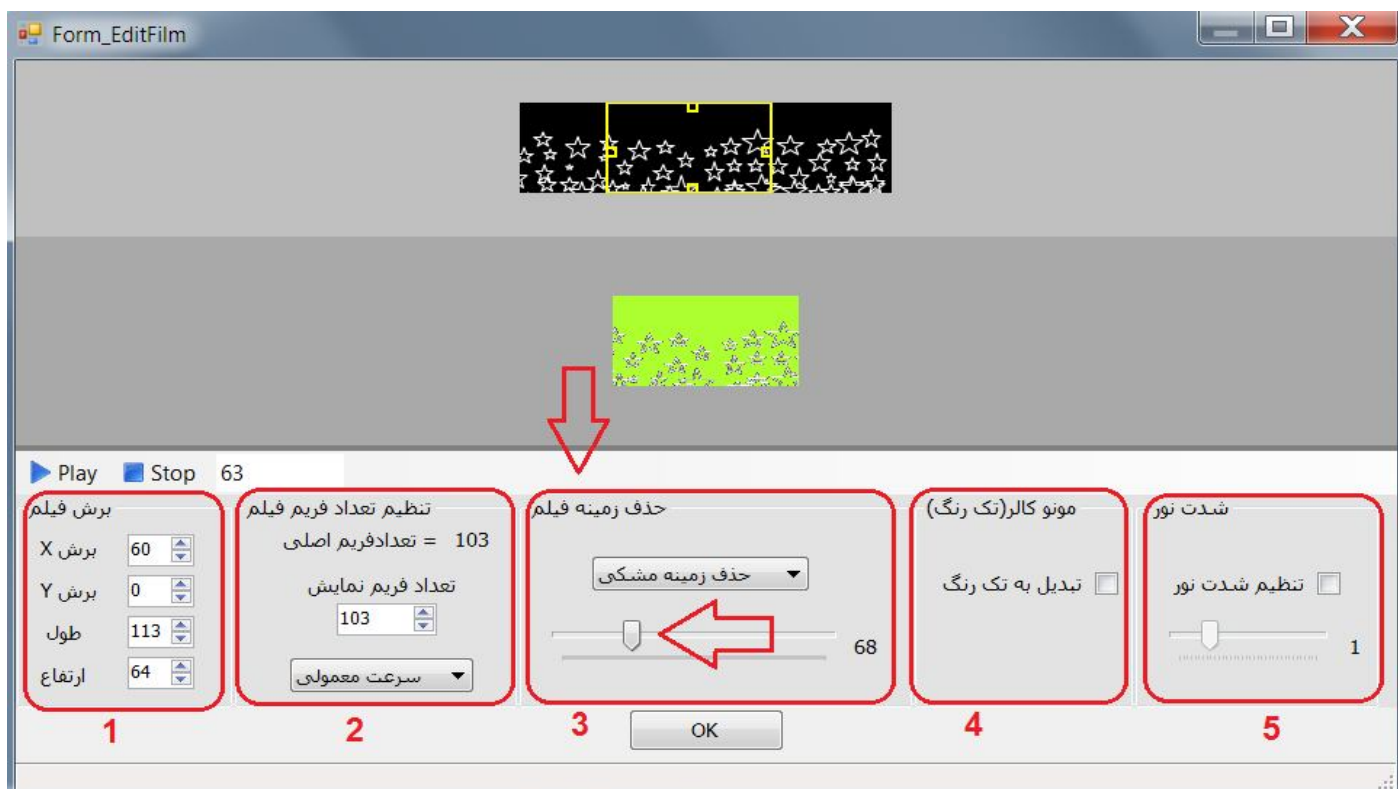 Form_EditFilm
Play Stop 63
برش فیلم
برش X 60
برش Y 0
طول 113
ارتفاع 64
1
تنظیم تعداد فریم فیلم
103 = تعدادفریم اصلی
تعداد فریم نمایش
103
سرعت معمولی
2
حذف زمینه فیلم
حذف زمینه مشکی
68
3
مونو کالر(تک رنگ)
تبدیل به تک رنگ
4
شدت نور
تنظیم شدت نور
1
5
OK